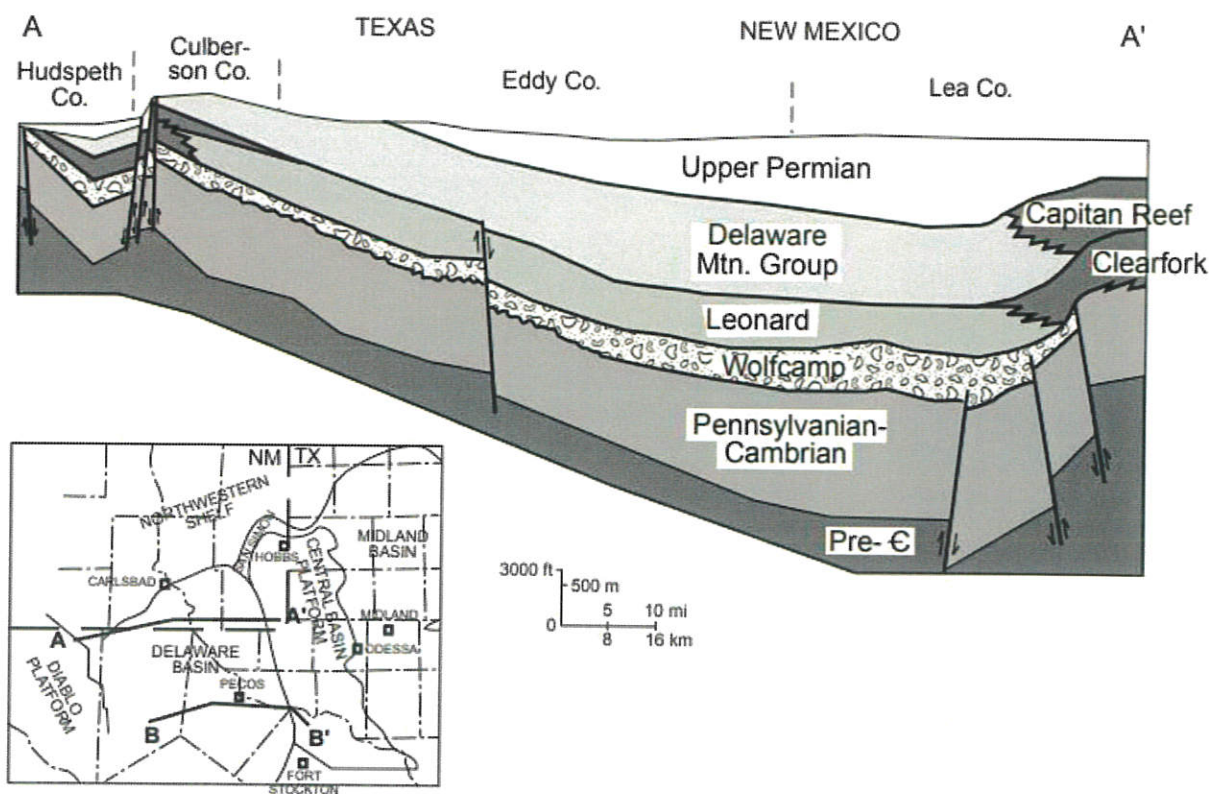 A
TEXAS
NEW MEXICO
A'
Hudspeth
Co.
Culber-
son Co.
Eddy Co.
Lea Co.
Upper Permian
Capitan Reef
Delaware
Mtn. Group
Clearfork
Leonard
Wolfcamp
Pennsylvanian-
Cambrian
Pre- Ꞓ
3000 ft
500 m
0
5
10 mi
8
16 km
NM
TX
NORTHWESTERN
SHELF
SAN SIMON
HOBBS
MIDLAND
BASIN
CARLSBAD
CENTRAL BASIN
PLATFORM
A
A'
MIDLAND
ODESSA
DELAWARE
BASIN
DIABLO
PLATFORM
PECOS
B
B'
FORT
STOCKTON